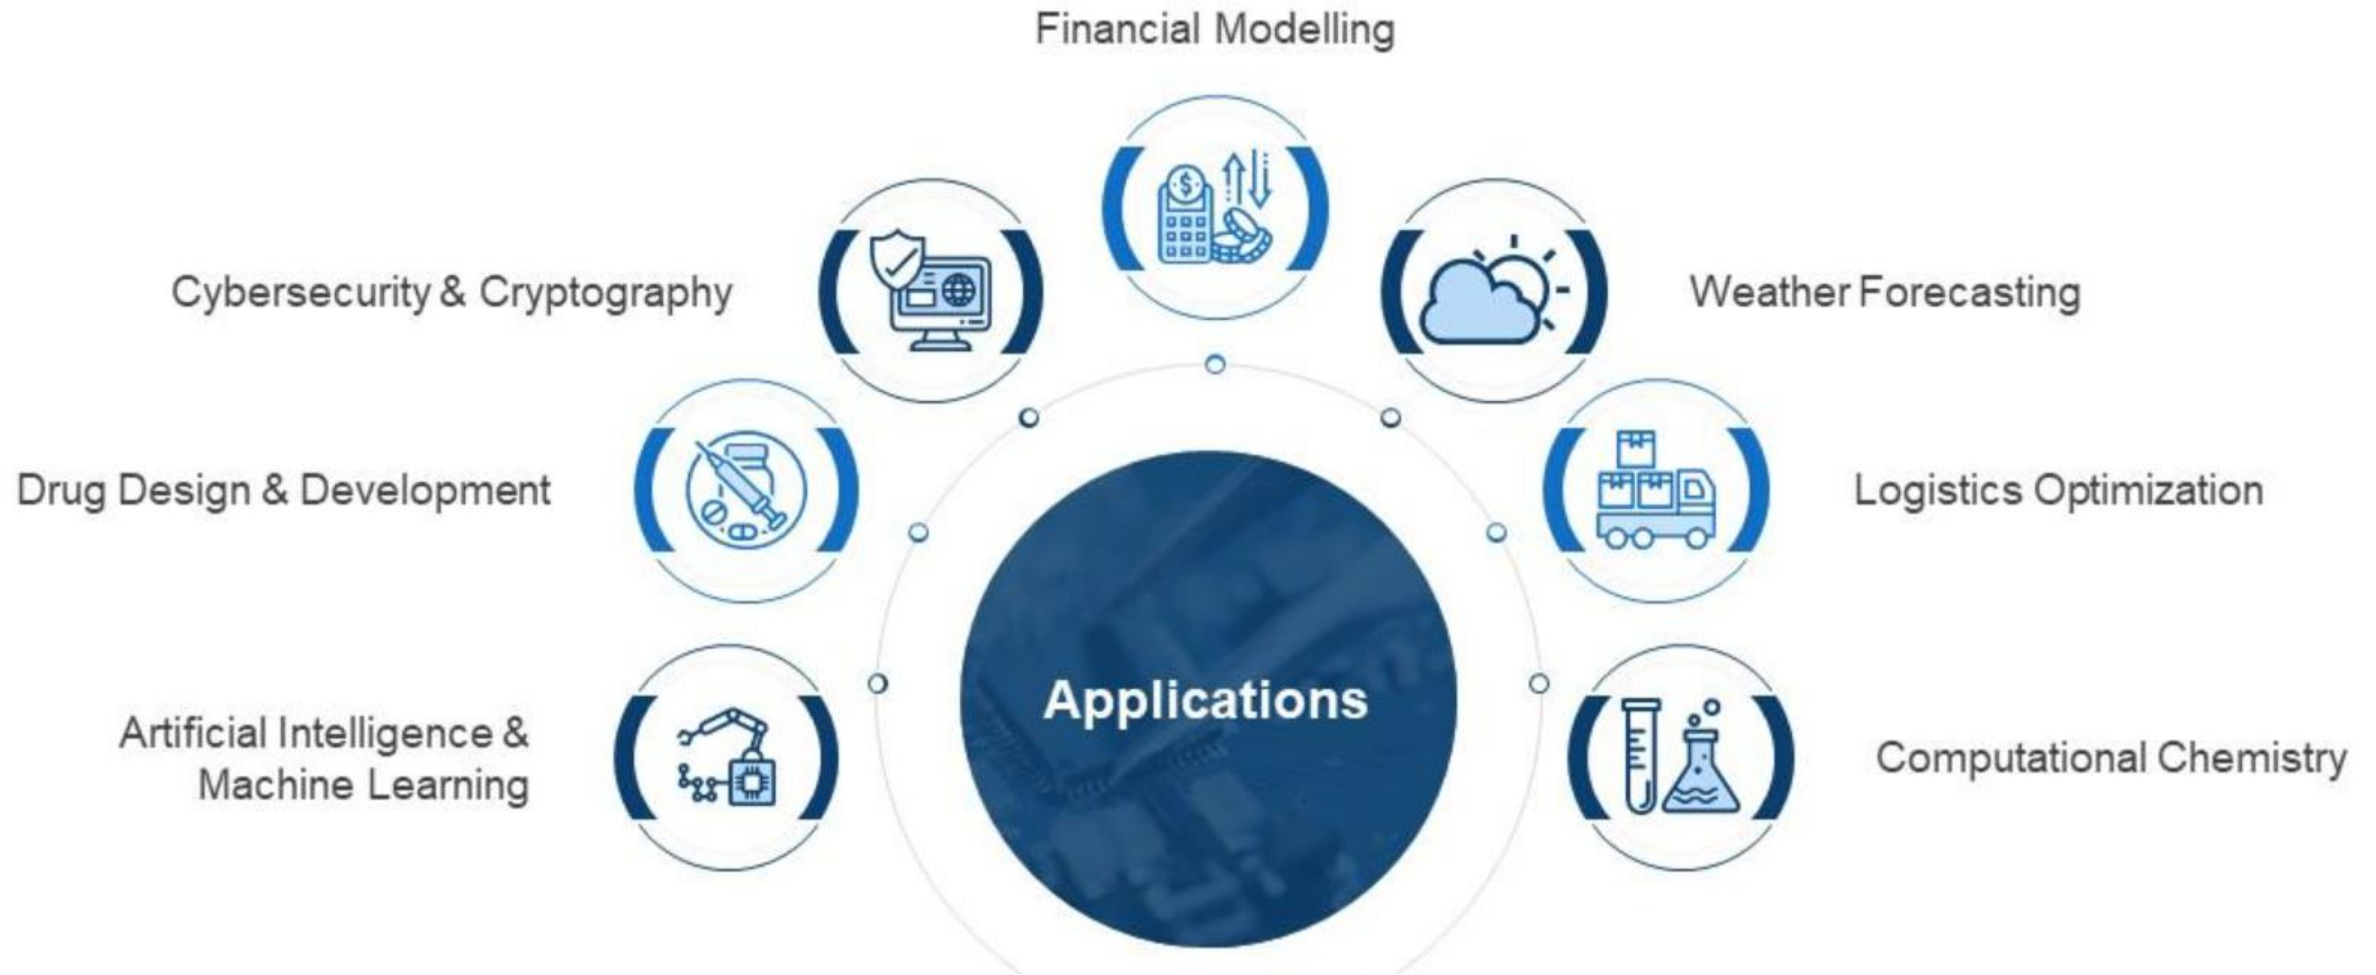 Financial Modelling
Cybersecurity & Cryptography
Weather Forecasting
Drug Design & Development
Logistics Optimization
Applications
Artificial Intelligence &
Machine Learning
Computational Chemistry